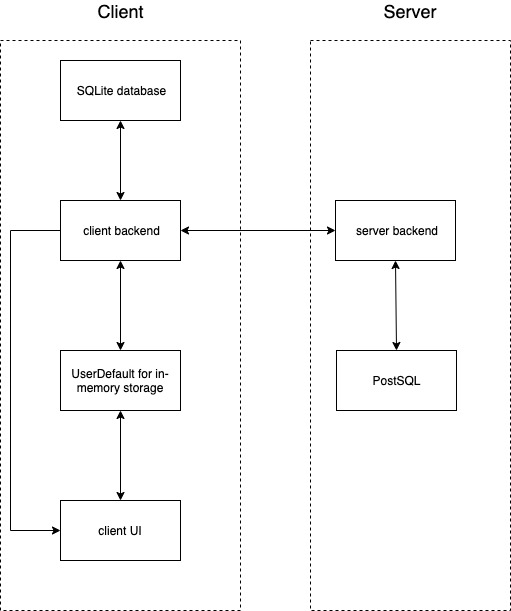 Client
Server
SQLite database
client backend
server backend
UserDefault for in-
memory storage
PostSQL
client UI